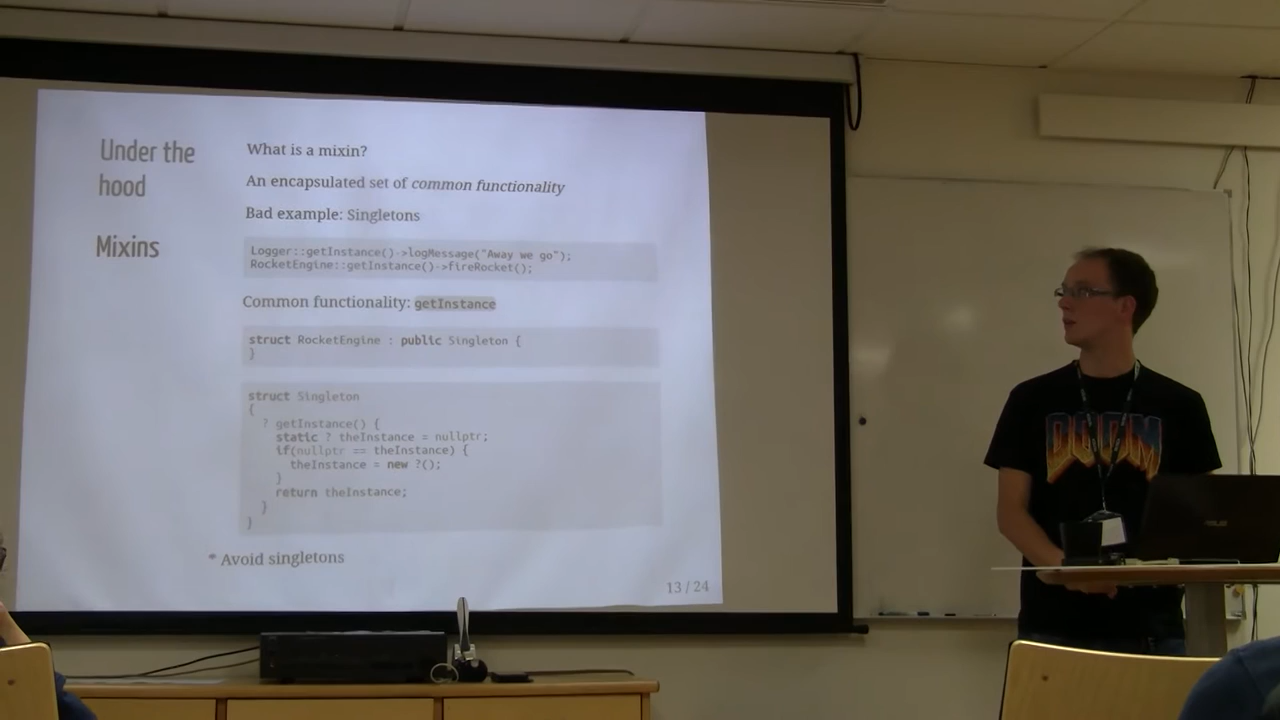 Under the
hood
Mixins
What is a mixin?
An encapsulated set of common functionality
Bad example: Singletons
Logger::getInstance()->logMessage("Away we go");
RocketEngine::getInstance()->fireRocket();
Common functionality: getInstance
struct RocketEngine : public Singleton {
}
struct Singleton
{
? getInstance() {
static ? theInstance = nullptr;
if(nullptr == theInstance) {
theInstance = new ?();
}
return theInstance;
}
}
* Avoid singletons
13 / 24
DOOM
ASUS